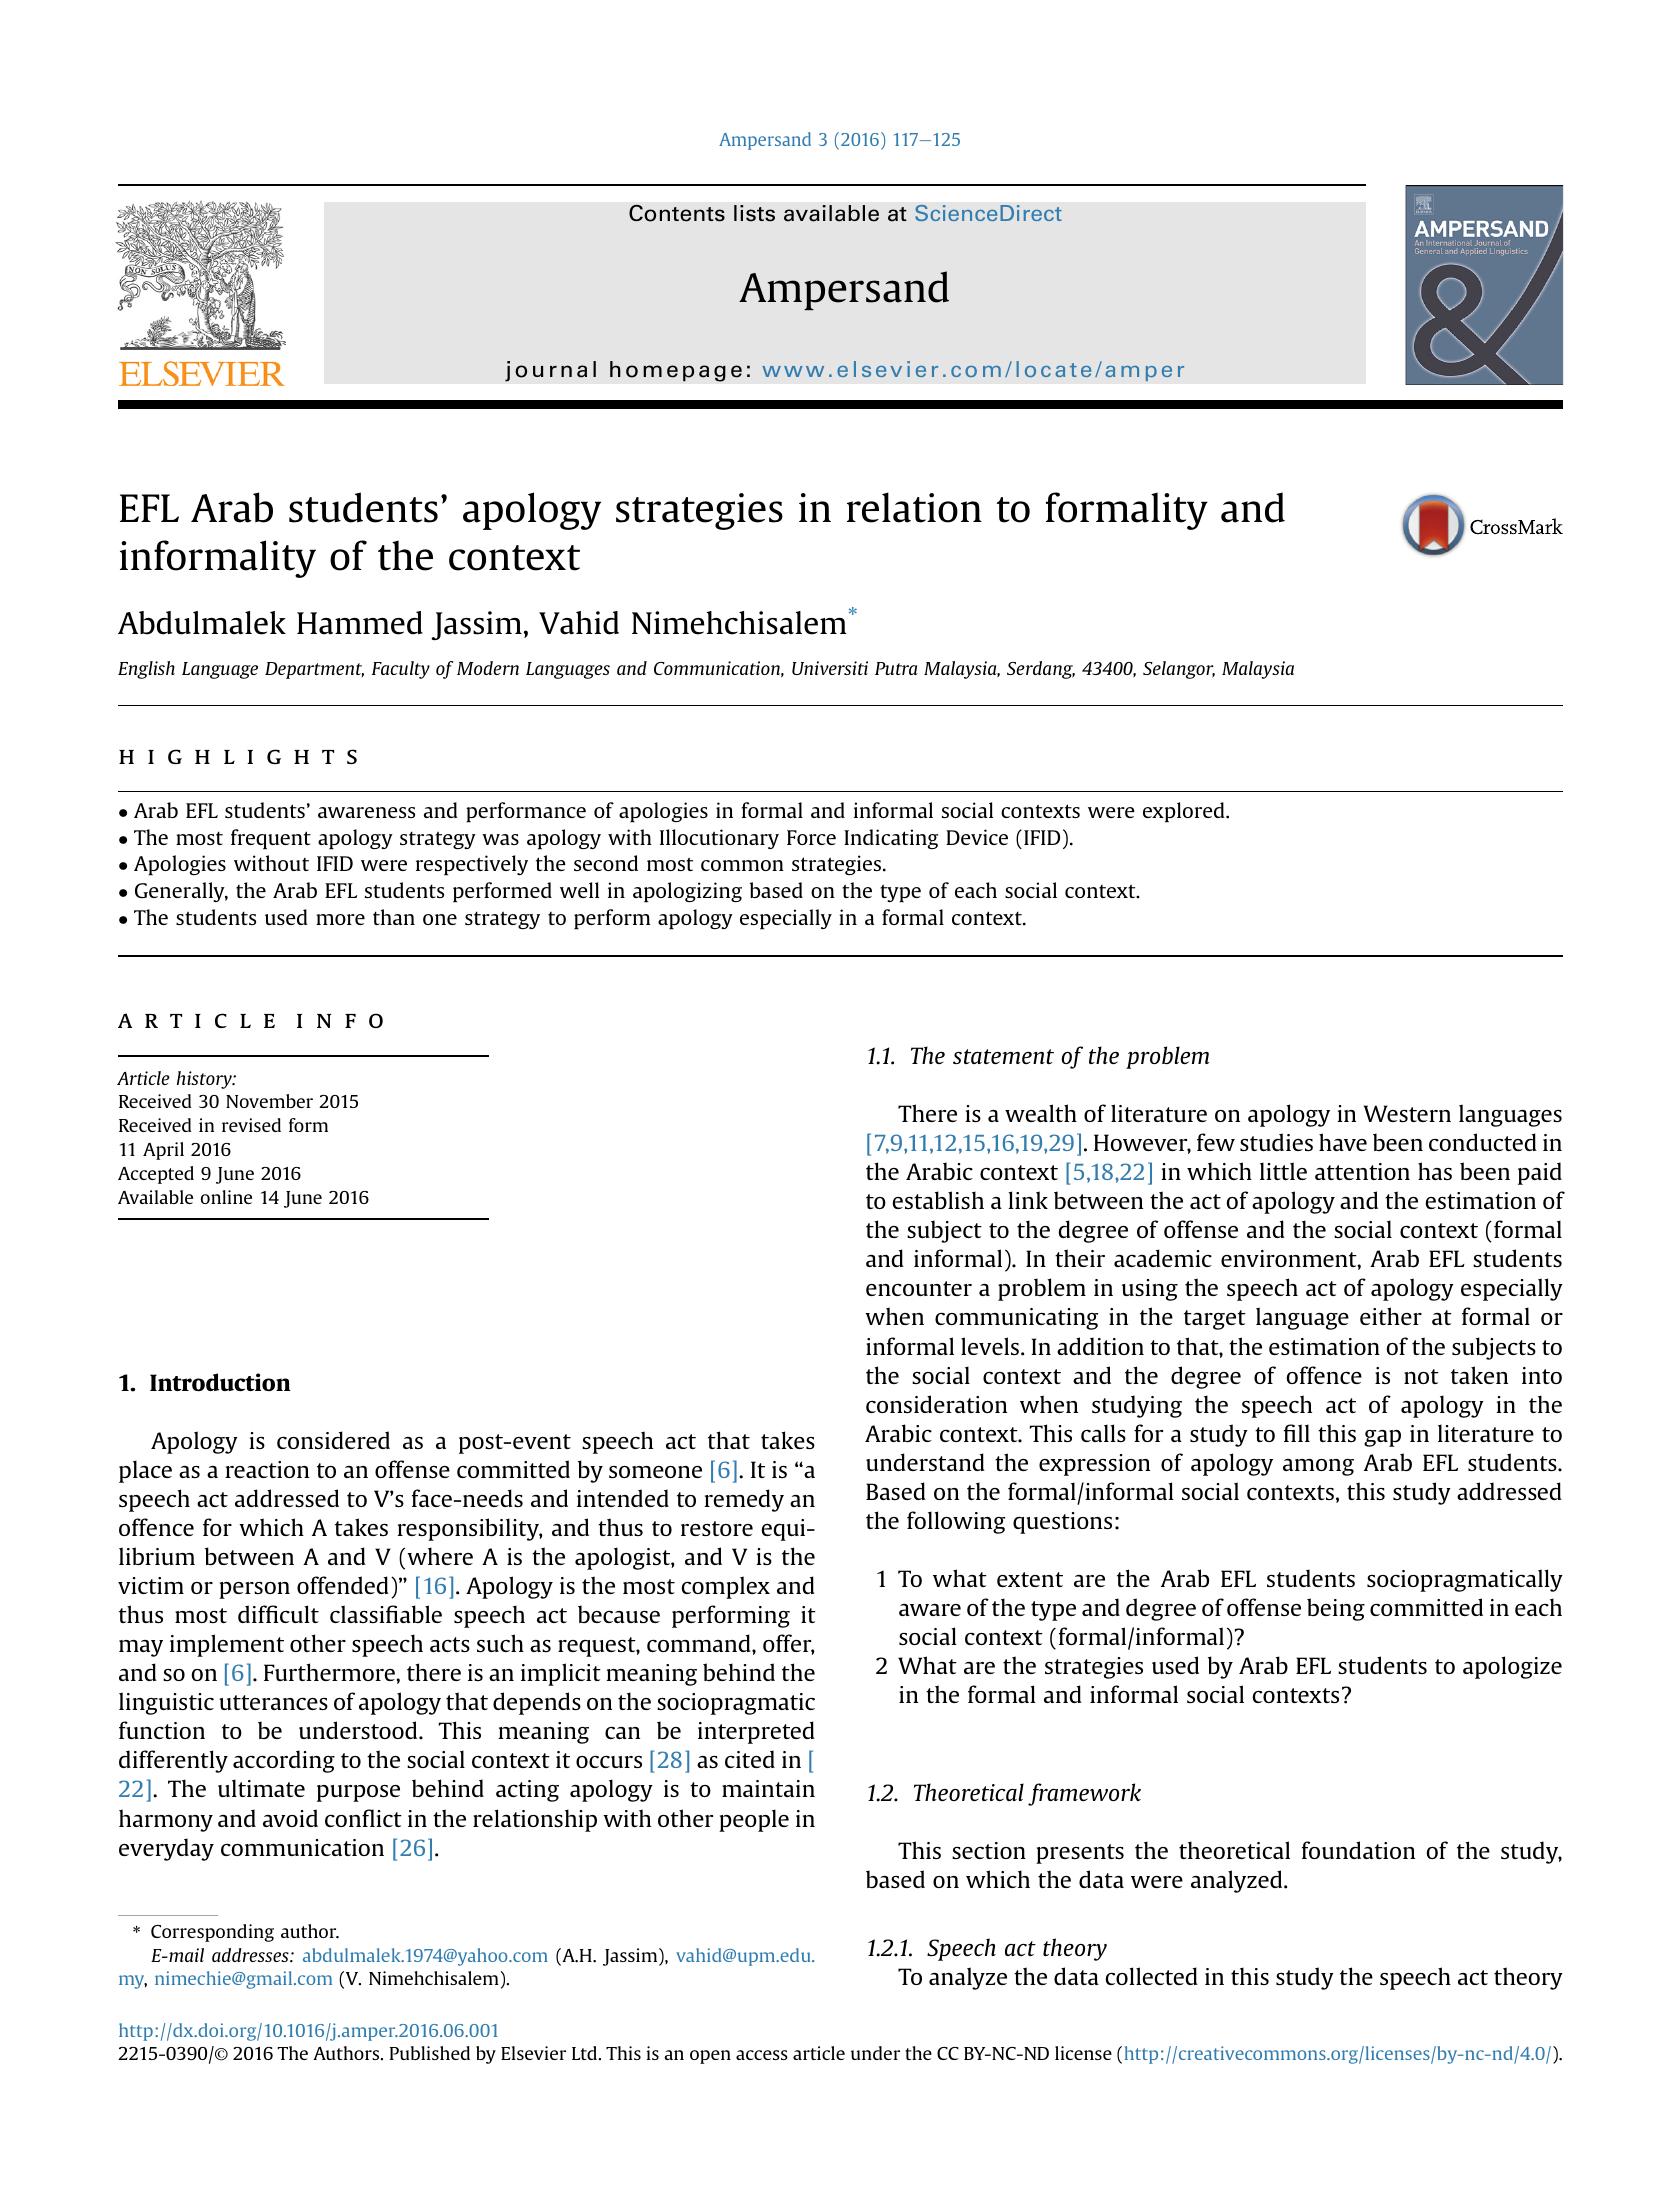 Ampersand 3 (2016) 117–125
NON SOLUS
ELSEVIER
Contents lists available at ScienceDirect
Ampersand
journal homepage: www.elsevier.com/locate/amper
AMPERSAND
An International Journal of
General and Applied Linguistics
&
EFL Arab students’ apology strategies in relation to formality and
informality of the context
CrossMark
Abdulmalek Hammed Jassim, Vahid Nimehchisalem*
English Language Department, Faculty of Modern Languages and Communication, Universiti Putra Malaysia, Serdang, 43400, Selangor, Malaysia
HIGHLIGHTS
• Arab EFL students’ awareness and performance of apologies in formal and informal social contexts were explored.
• The most frequent apology strategy was apology with Illocutionary Force Indicating Device (IFID).
• Apologies without IFID were respectively the second most common strategies.
• Generally, the Arab EFL students performed well in apologizing based on the type of each social context.
• The students used more than one strategy to perform apology especially in a formal context.
ARTICLE INFO
Article history:
Received 30 November 2015
Received in revised form
11 April 2016
Accepted 9 June 2016
Available online 14 June 2016
1. Introduction
Apology is considered as a post-event speech act that takes
place as a reaction to an offense committed by someone [6]. It is “a
speech act addressed to V’s face-needs and intended to remedy an
offence for which A takes responsibility, and thus to restore equi-
librium between A and V (where A is the apologist, and V is the
victim or person offended)” [16]. Apology is the most complex and
thus most difficult classifiable speech act because performing it
may implement other speech acts such as request, command, offer,
and so on [6]. Furthermore, there is an implicit meaning behind the
linguistic utterances of apology that depends on the sociopragmatic
function to be understood. This meaning can be interpreted
differently according to the social context it occurs [28] as cited in [
22]. The ultimate purpose behind acting apology is to maintain
harmony and avoid conflict in the relationship with other people in
everyday communication [26].
* Corresponding author.
E-mail addresses: abdulmalek.1974@yahoo.com (A.H. Jassim), vahid@upm.edu.
my, nimechie@gmail.com (V. Nimehchisalem).
1.1. The statement of the problem
There is a wealth of literature on apology in Western languages
[7,9,11,12,15,16,19,29]. However, few studies have been conducted in
the Arabic context [5,18,22] in which little attention has been paid
to establish a link between the act of apology and the estimation of
the subject to the degree of offense and the social context (formal
and informal). In their academic environment, Arab EFL students
encounter a problem in using the speech act of apology especially
when communicating in the target language either at formal or
informal levels. In addition to that, the estimation of the subjects to
the social context and the degree of offence is not taken into
consideration when studying the speech act of apology in the
Arabic context. This calls for a study to fill this gap in literature to
understand the expression of apology among Arab EFL students.
Based on the formal/informal social contexts, this study addressed
the following questions:
1 To what extent are the Arab EFL students sociopragmatically
aware of the type and degree of offense being committed in each
social context (formal/informal)?
2 What are the strategies used by Arab EFL students to apologize
in the formal and informal social contexts?
1.2. Theoretical framework
This section presents the theoretical foundation of the study,
based on which the data were analyzed.
1.2.1. Speech act theory
To analyze the data collected in this study the speech act theory
http://dx.doi.org/10.1016/j.amper.2016.06.001
2215-0390/© 2016 The Authors. Published by Elsevier Ltd. This is an open access article under the CC BY-NC-ND license (http://creativecommons.org/licenses/by-nc-nd/4.0/).